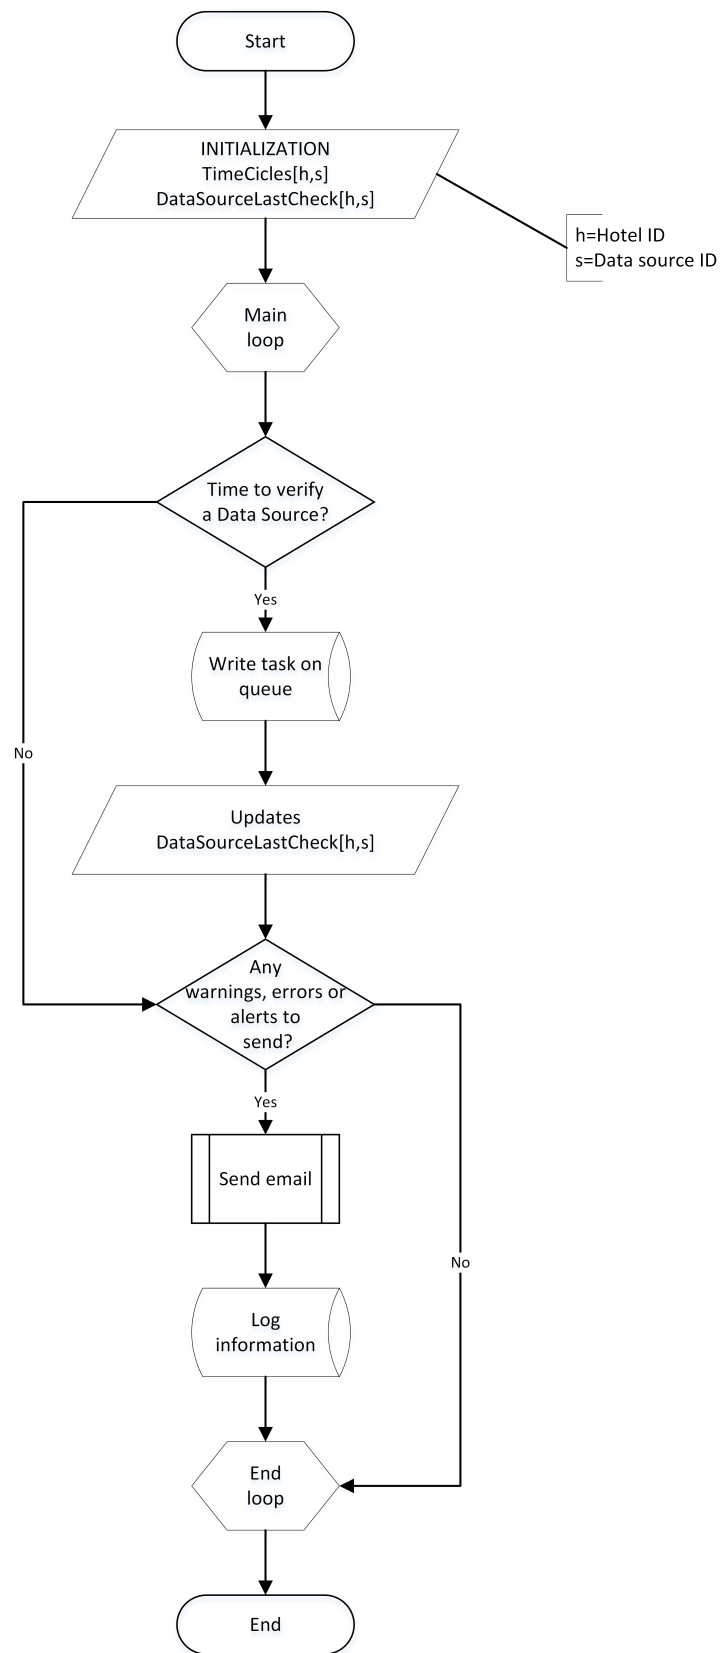 Start
INITIALIZATION
TimeCicles[h,s]
DataSourceLastCheck[h,s]
h=Hotel ID
s=Data source ID
Main
loop
Time to verify
a Data Source?
Yes
Write task on
queue
No
Updates
DataSourceLastCheck[h,s]
Any
warnings, errors or
alerts to
send?
Yes
Send email
No
Log
information
End
loop
End